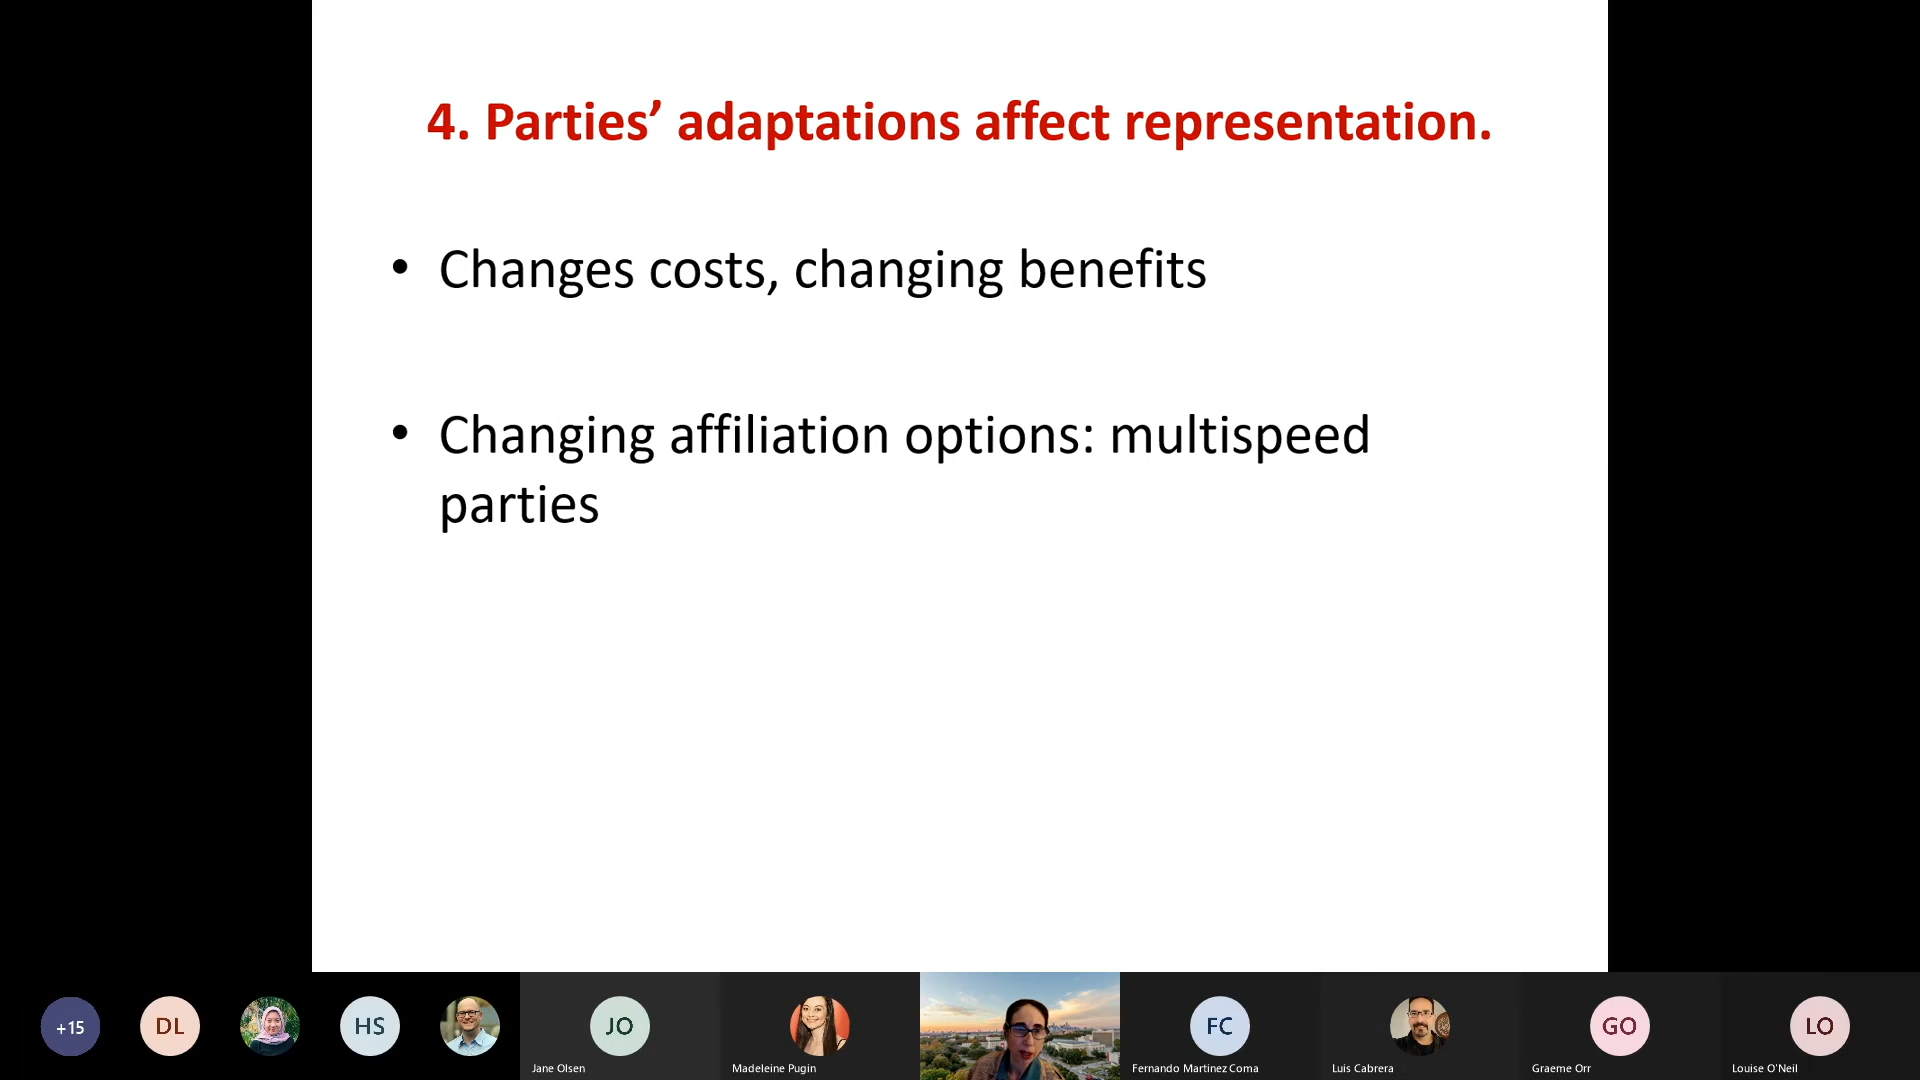 4. Parties’ adaptations affect representation.
• Changes costs, changing benefits
• Changing affiliation options: multispeed
parties
+15
DL
HS
JO
FC
GO
LO
Jane Olsen
Madeleine Pugin
Fernando Martinez Coma
Luis Cabrera
Graeme Orr
Louise O'Neil